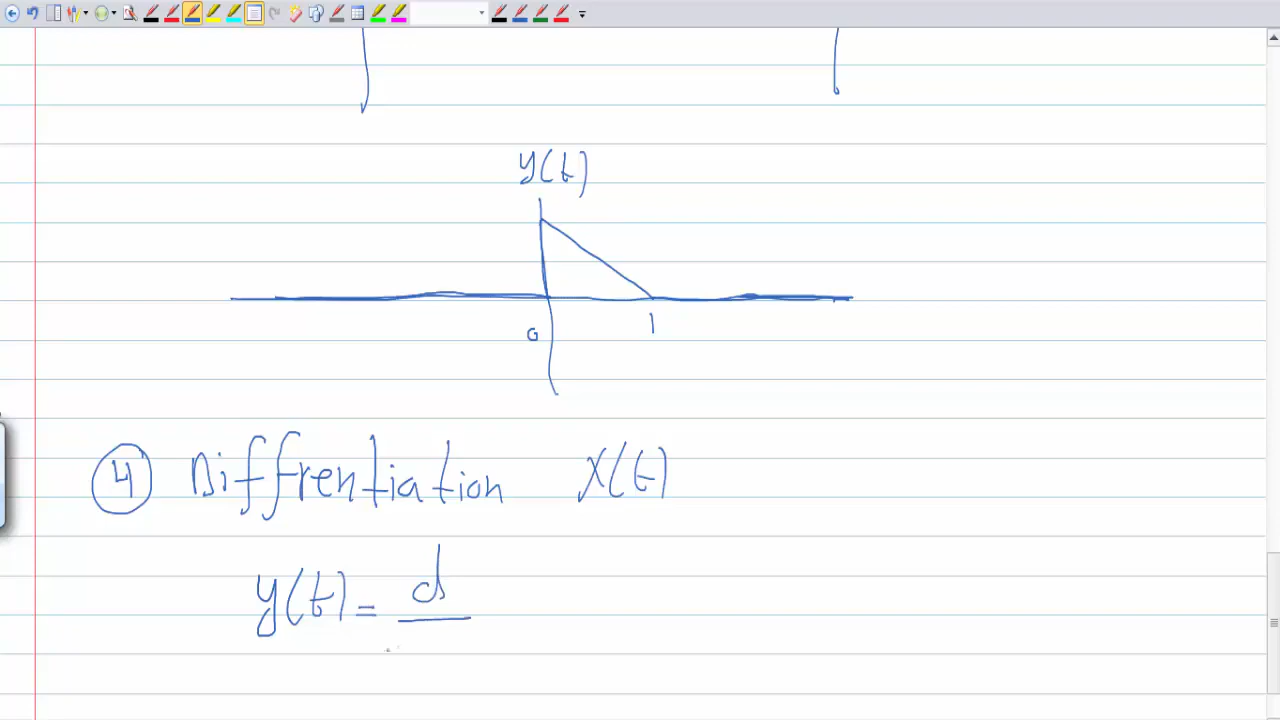 y(t)
0 1
4 Diffrentiation x(t)
y(t) = d